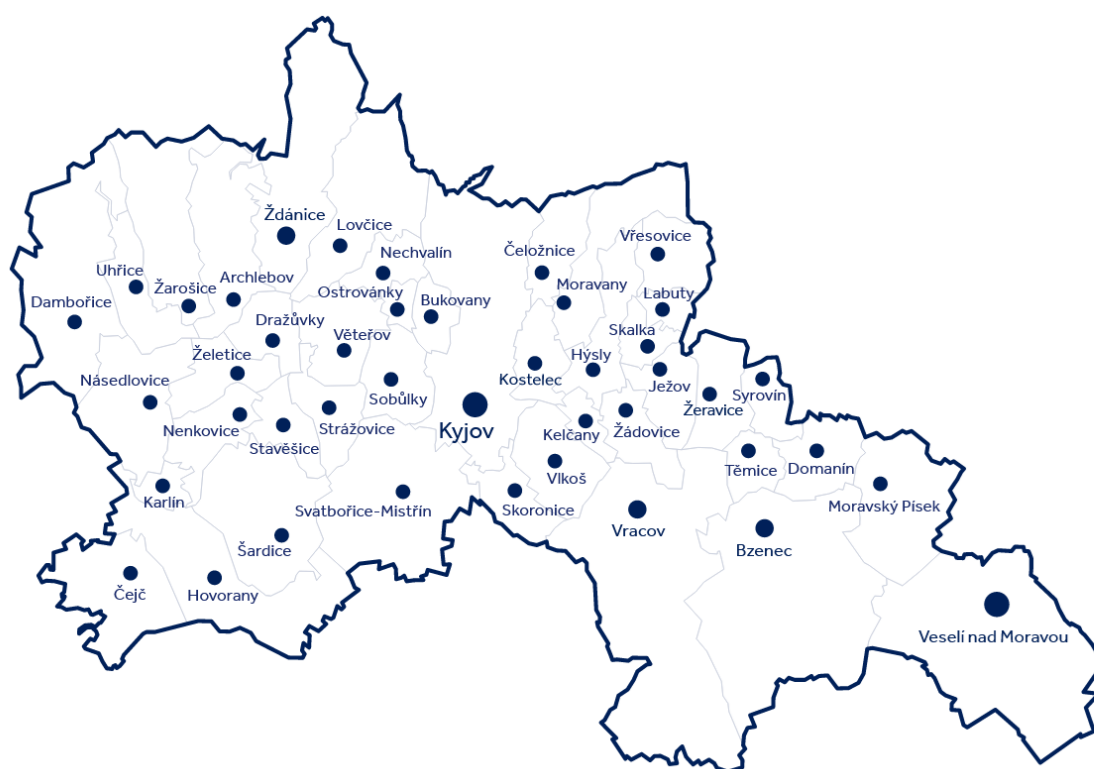 Ždánice
Lovčice
Nechvalín
Čeložnice
Vřesovice
Uhřice
Žarošice
Archlebov
Ostrovánky
Bukovany
Moravany
Labuty
Dambořice
Dražůvky
Věteřov
Skalka
Želetice
Hýsly
Kostelec
Ježov
Syrovín
Násedlovice
Sobůlky
Žeravice
Nenkovice
Strážovice
Kyjov
Kelčany
Žádovice
Stavěšice
Vlkoš
Těmice
Domanín
Karlín
Svatbořice-Mistřín
Skoronice
Moravský Písek
Vracov
Bzenec
Šardice
Čejč
Hovorany
Veselí nad Moravou